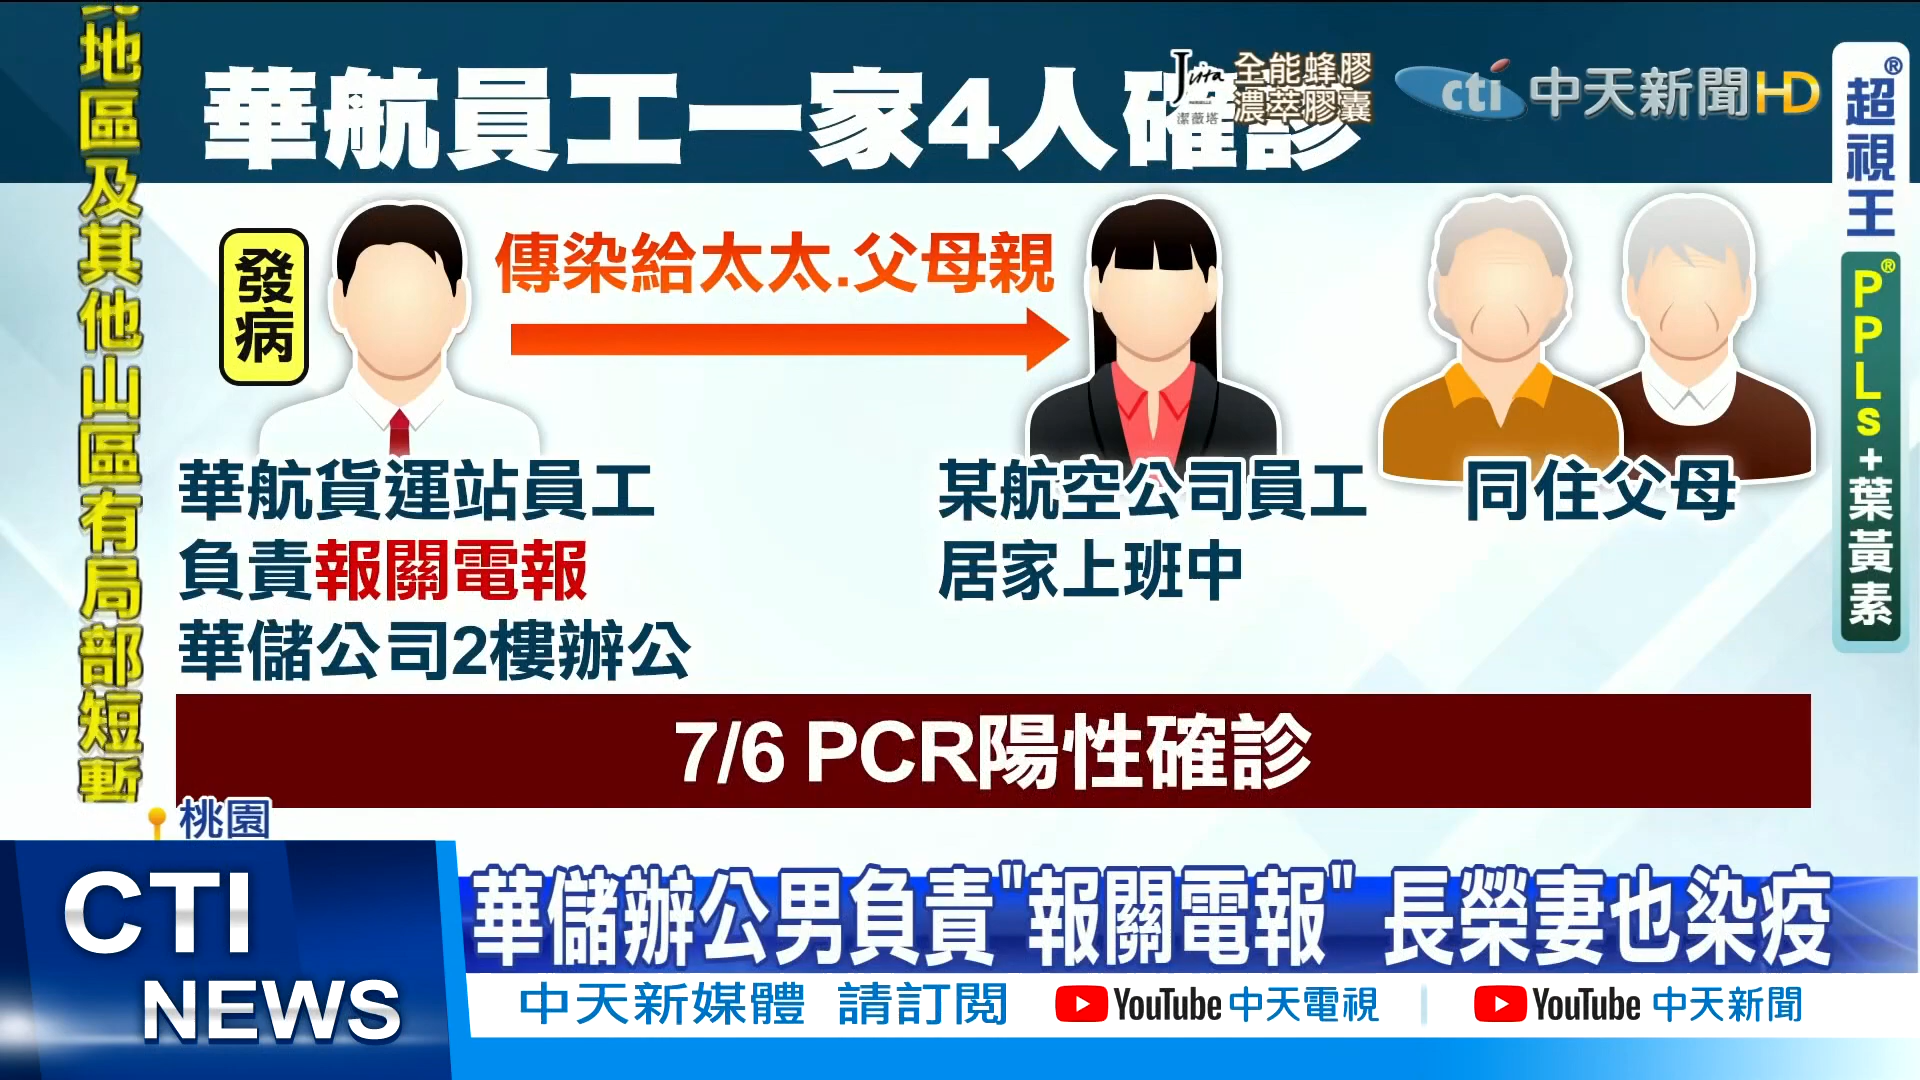 地區及其他山區有局部短暫
華航員工一家4人確診
Jvita
潔薇塔
全能蜂膠
濃萃膠囊
cti 中天新聞HD
超視王®
PPLs®+葉黃素
發病
傳染給太太.父母親
華航貨運站員工
負責報關電報
華儲公司2樓辦公
某航空公司員工
居家上班中
同住父母
7/6 PCR陽性確診
桃園
CTI
NEWS
華儲辦公男負責"報關電報" 長榮妻也染疫
中天新媒體 請訂閱 YouTube 中天電視 | YouTube 中天新聞